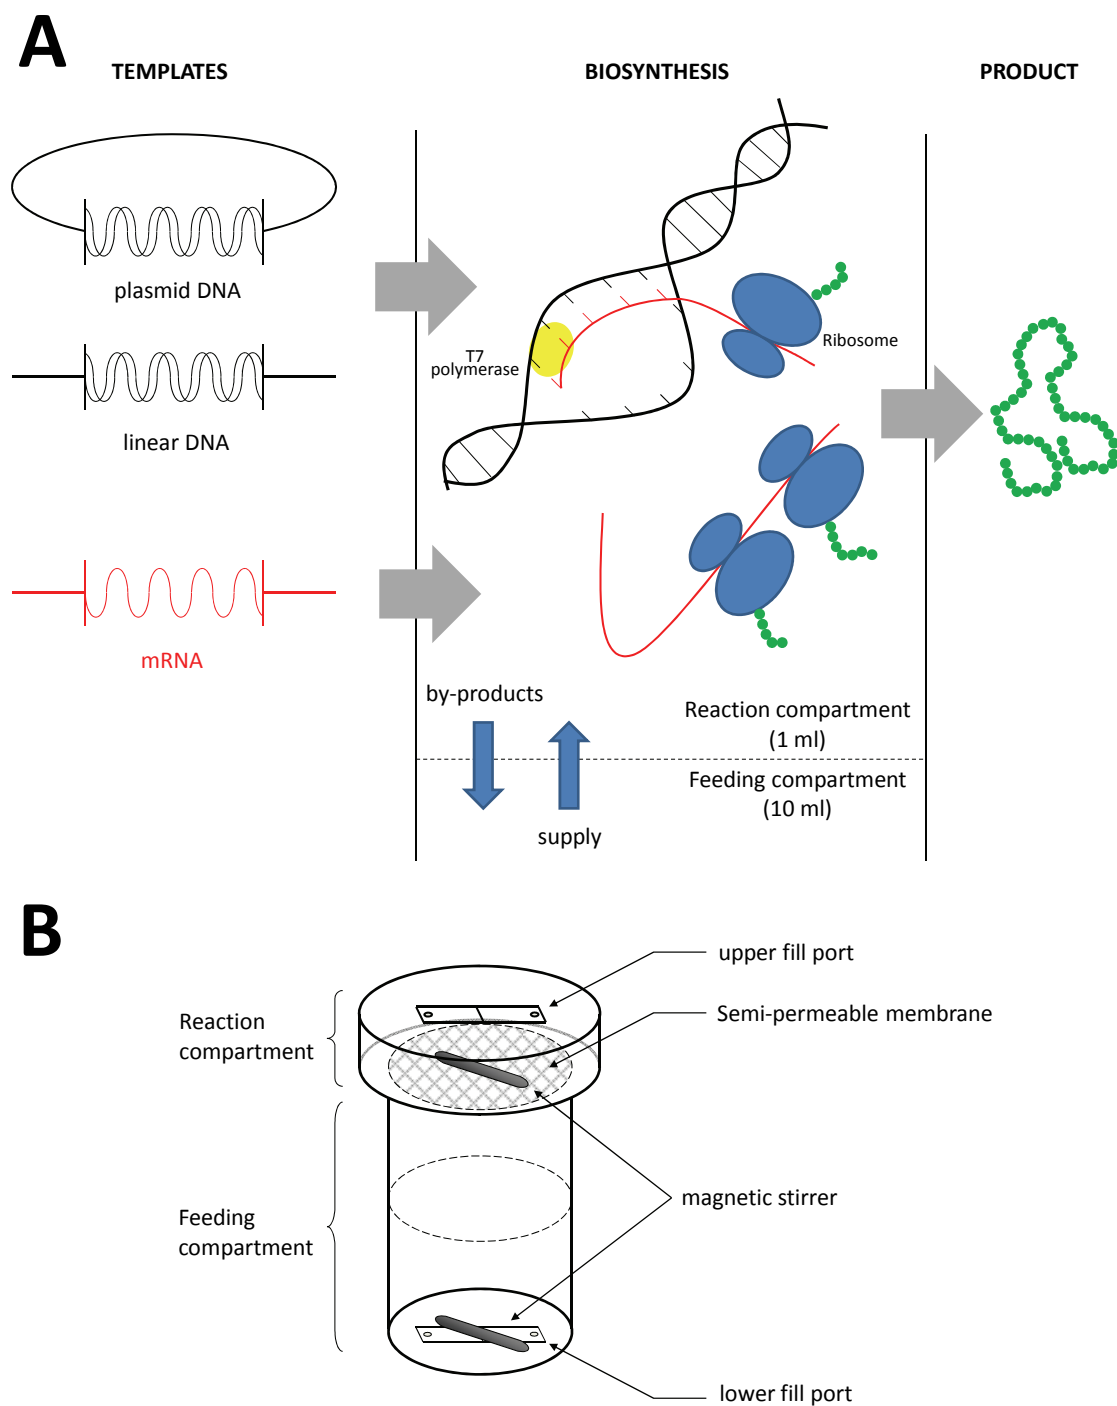 A
TEMPLATES
BIOSYNTHESIS
PRODUCT
plasmid DNA
linear DNA
mRNA
T7
polymerase
Ribosome
by-products
supply
Reaction compartment
(1 ml)
Feeding compartment
(10 ml)
B
upper fill port
Semi-permeable membrane
Reaction
compartment
magnetic stirrer
Feeding
compartment
lower fill port